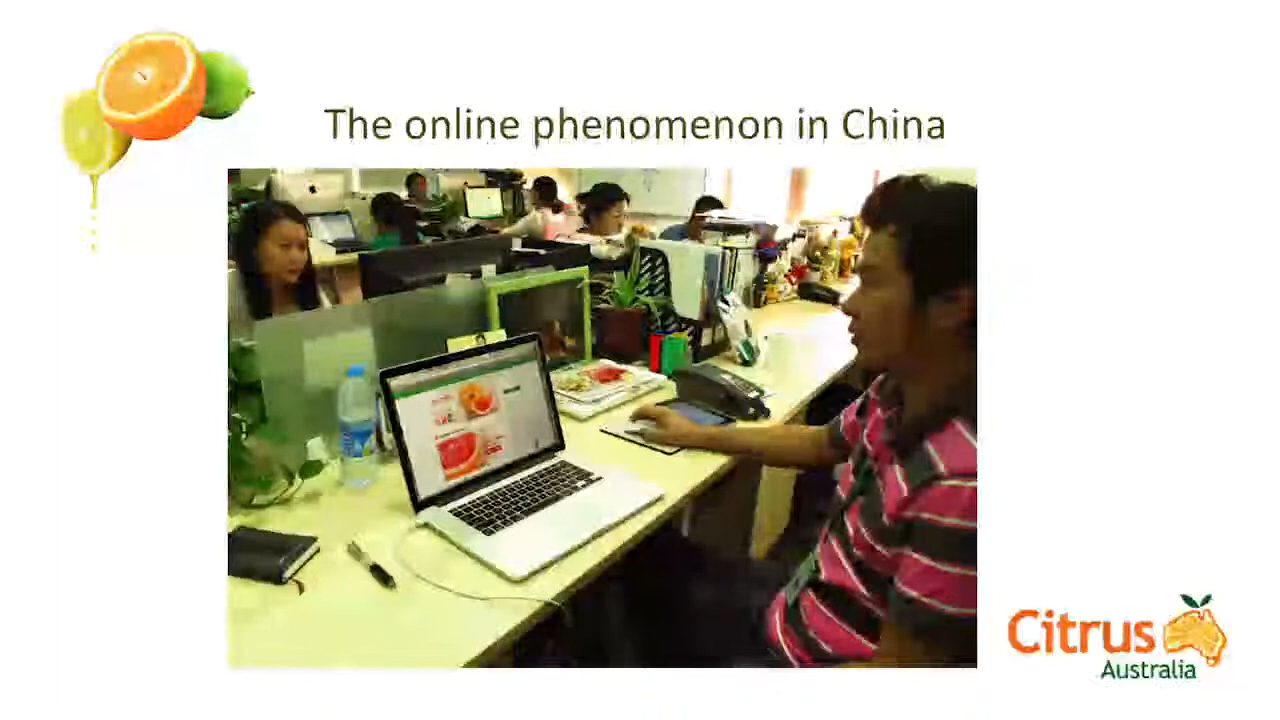 The online phenomenon in China
Citrus
Australia